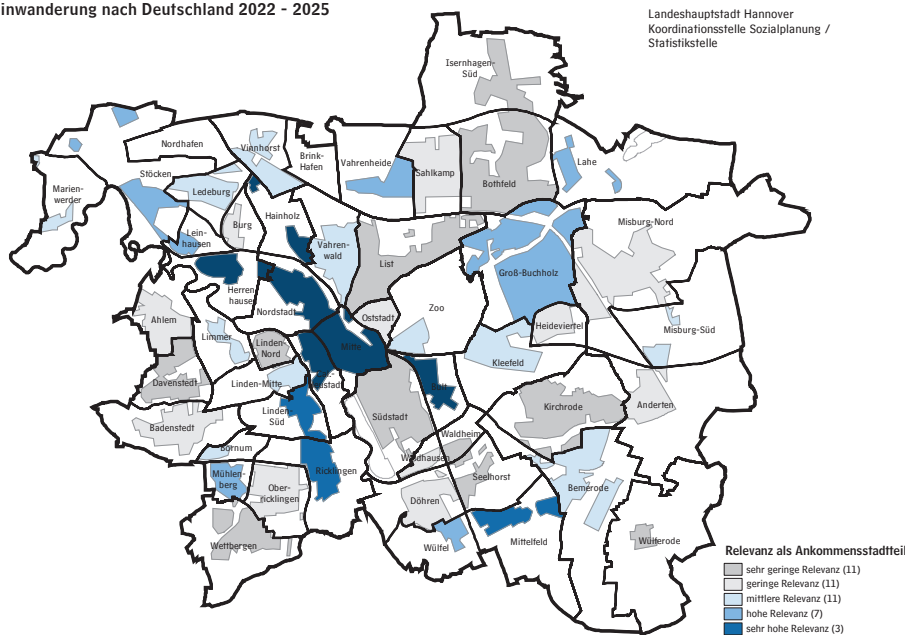 inwanderung nach Deutschland 2022 - 2025
Landeshauptstadt Hannover
Koordinationsstelle Sozialplanung /
Statistikstelle
Isernhagen-
Süd
Nordhafen
Vinnhorst
Brink-
Hafen
Vahrenheide
Sahlkamp
Bothfeld
Lahe
Marien-
werder
Stöcken
Ledeburg
Hainholz
Burg
Lein-
hausen
Vahren-
wald
List
Misburg-Nord
Groß-Buchholz
Herren-
hausen
Nordstadt
Oststadt
Zoo
Heideviertel
Misburg-Süd
Ahlem
Limmer
Linden-
Nord
Mitte
Kleefeld
Davenstedt
Linden-Mitte
neustadt
Bult
Linden-
Süd
Südstadt
Kirchrode
Anderten
Badenstedt
Waldheim
Waldhausen
Bornum
Mühlen-
berg
Ober-
ricklingen
Ricklingen
Seelhorst
Döhren
Bemerode
Wettbergen
Wülfel
Mittelfeld
Wülferode
Relevanz als Ankommensstadtteil
sehr geringe Relevanz (11)
geringe Relevanz (11)
mittlere Relevanz (11)
hohe Relevanz (7)
sehr hohe Relevanz (3)